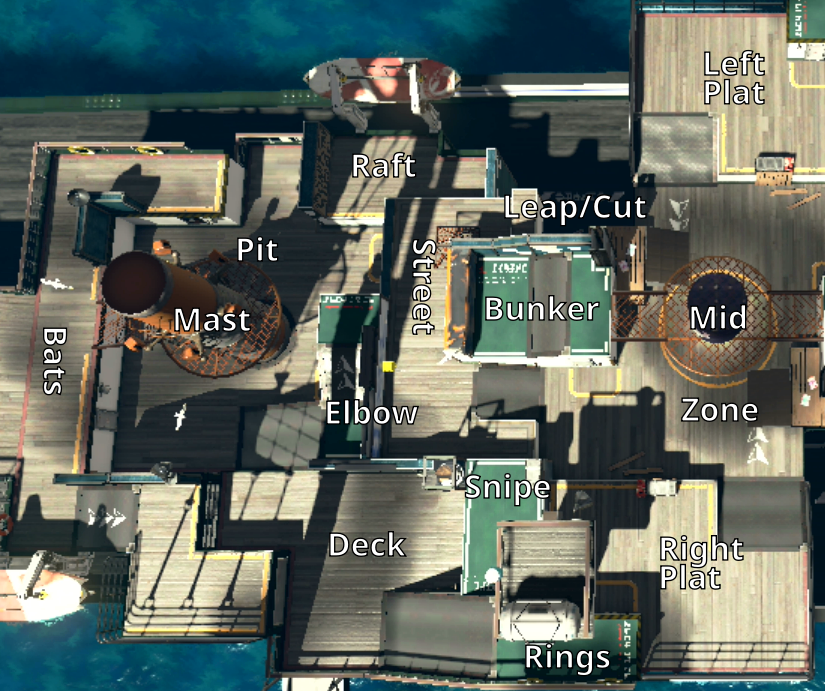 Left
Plat
Raft
Leap/Cut
Pit
Street
Bunker
Mast
Mid
Bats
Elbow
Zone
Snipe
Deck
Right
Plat
Rings